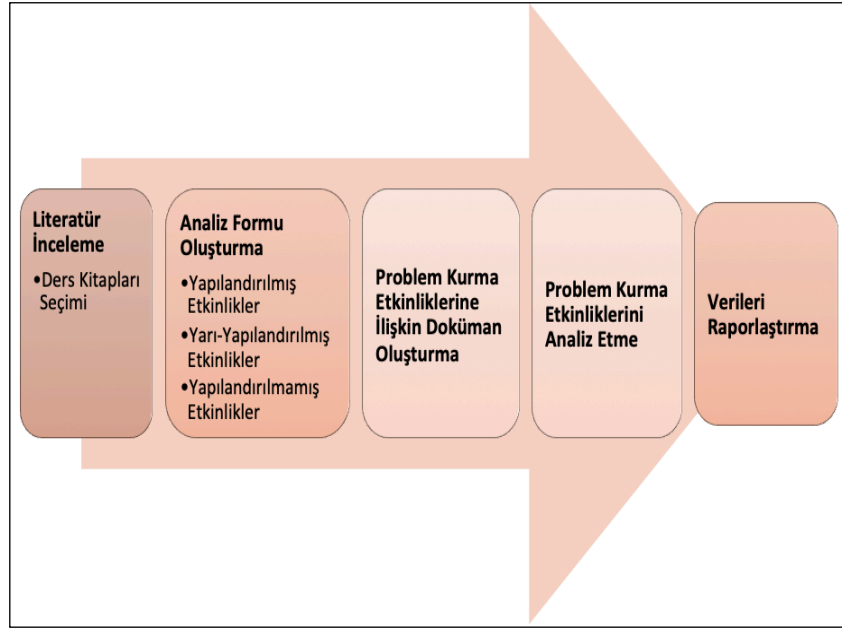 Literatür
İnceleme
•Ders Kitapları
Seçimi
Analiz Formu
Oluşturma
•Yapılandırılmış
Etkinlikler
•Yarı-Yapılandırılmış
Etkinlikler
•Yapılandırılmamış
Etkinlikler
Problem Kurma
Etkinliklerine
İlişkin Doküman
Oluşturma
Problem Kurma
Etkinliklerini
Analiz Etme
Verileri
Raporlaştırma